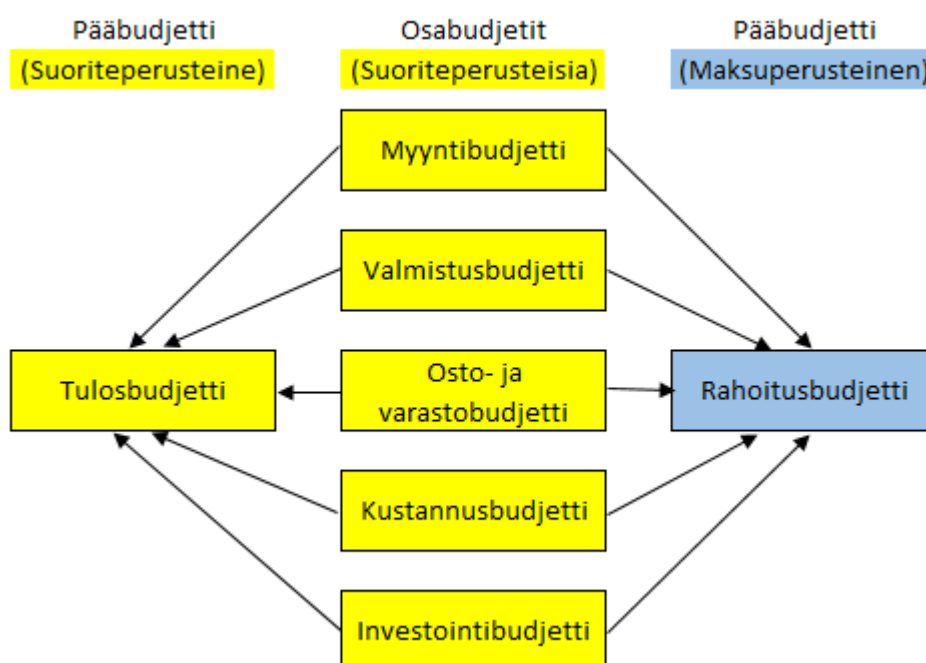 Pääbudjetti
(Suoriteperusteine)
Osabudjetit
(Suoriteperusteisia)
Pääbudjetti
(Maksuperusteinen)
Myyntibudjetti
Valmistusbudjetti
Tulosbudjetti
Osto- ja
varastobudjetti
Rahoitusbudjetti
Kustannusbudjetti
Investointibudjetti